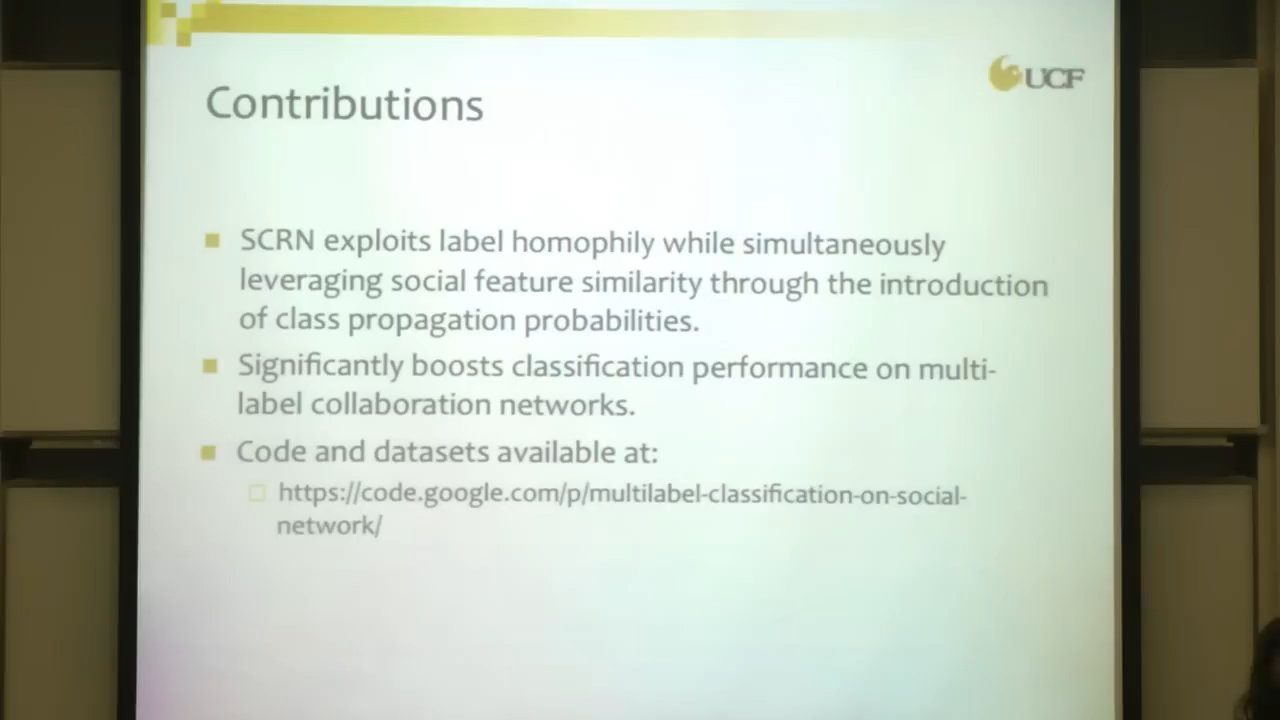 UCF
Contributions
SCRN exploits label homophily while simultaneously
leveraging social feature similarity through the introduction
of class propagation probabilities.
Significantly boosts classification performance on multi-
label collaboration networks.
Code and datasets available at:
https://code.google.com/p/multilabel-classification-on-social-
network/